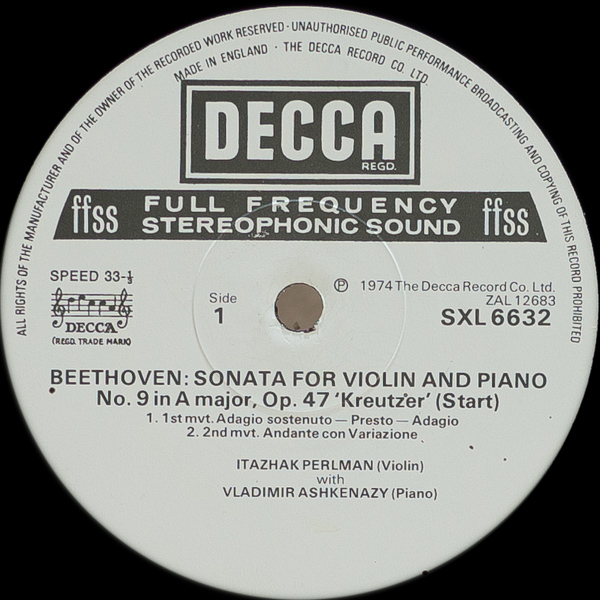 ALL RIGHTS OF THE MANUFACTURER AND OF THE OWNER OF THE RECORDED WORK RESERVED · UNAUTHORISED PUBLIC PERFORMANCE BROADCASTING AND COPYING OF THIS RECORD PROHIBITED
MADE IN ENGLAND · THE DECCA RECORD CO. LTD.
DECCA
REGD.
ffss FULL FREQUENCY STEREOPHONIC SOUND ffss
SPEED 33-⅓
DECCA
(REGD. TRADE MARK)
Side
1
℗ 1974 The Decca Record Co. Ltd.
ZAL 12683
SXL 6632
BEETHOVEN: SONATA FOR VIOLIN AND PIANO
No. 9 in A major, Op. 47 'Kreutzer' (Start)
1. 1st mvt. Adagio sostenuto — Presto — Adagio
2. 2nd mvt. Andante con Variazione
ITAZHAK PERLMAN (Violin)
with
VLADIMIR ASHKENAZY (Piano)